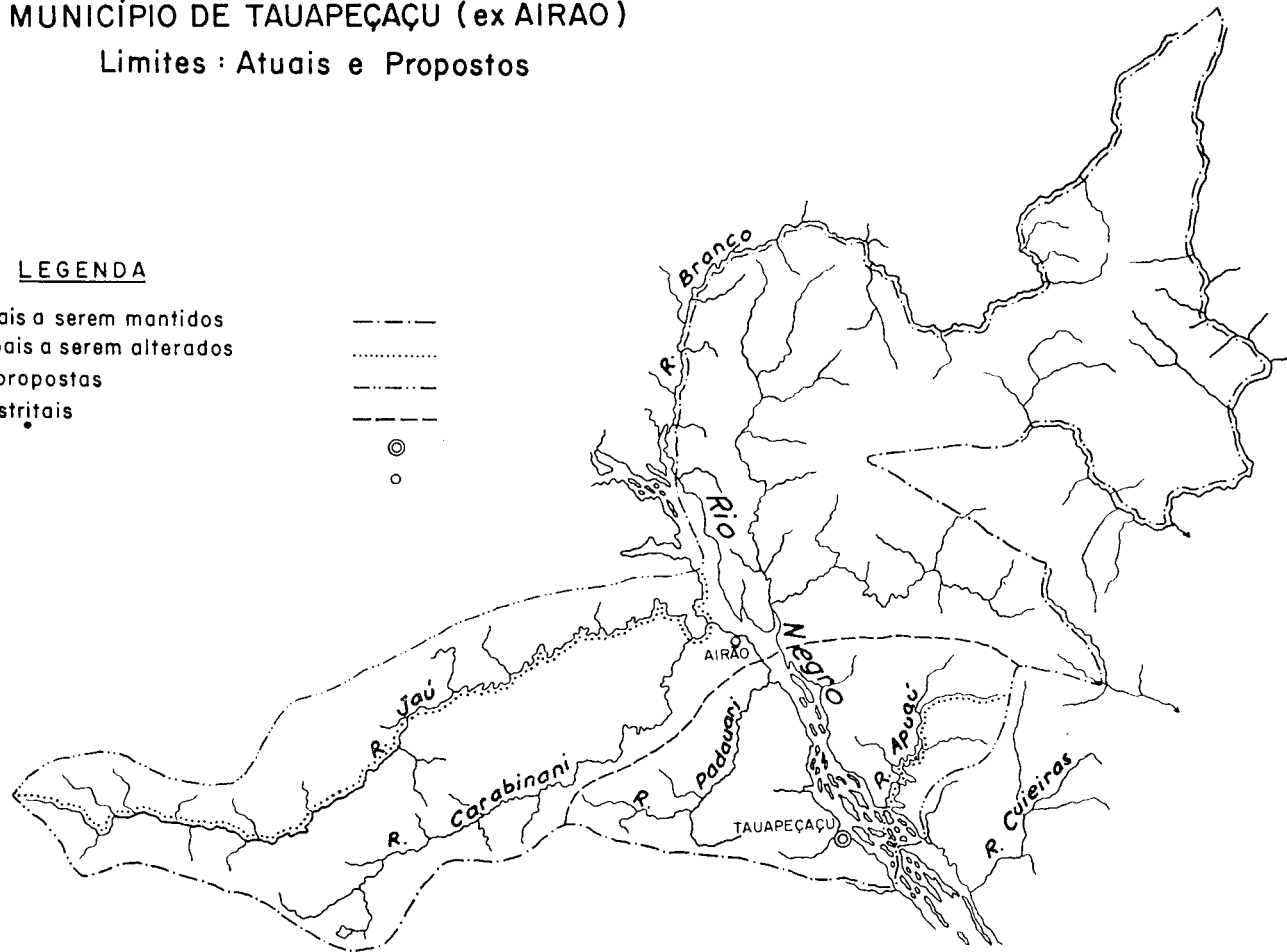 MUNICÍPIO DE TAUAPEÇAÇU (ex AIRÃO)
Limites : Atuais e Propostos
LEGENDA
ais a serem mantidos
ais a serem alterados
propostas
stritais
R. Branco
Rio Negro
AIRÃO
R. Jaú
R. Carabinani
R Padauari
R. Apuaú
TAUAPEÇAÇU
R. Cuieiras